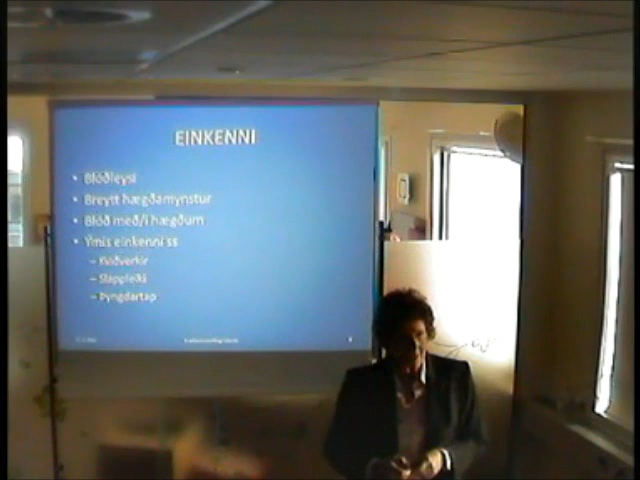 EINKENNI
• Blóðleysi
• Breytt hægðamynstur
• Blóð með/í hægðum
• Ýmis einkenni ss
– Kviðverkir
– Slappleiki
– Þyngdartap